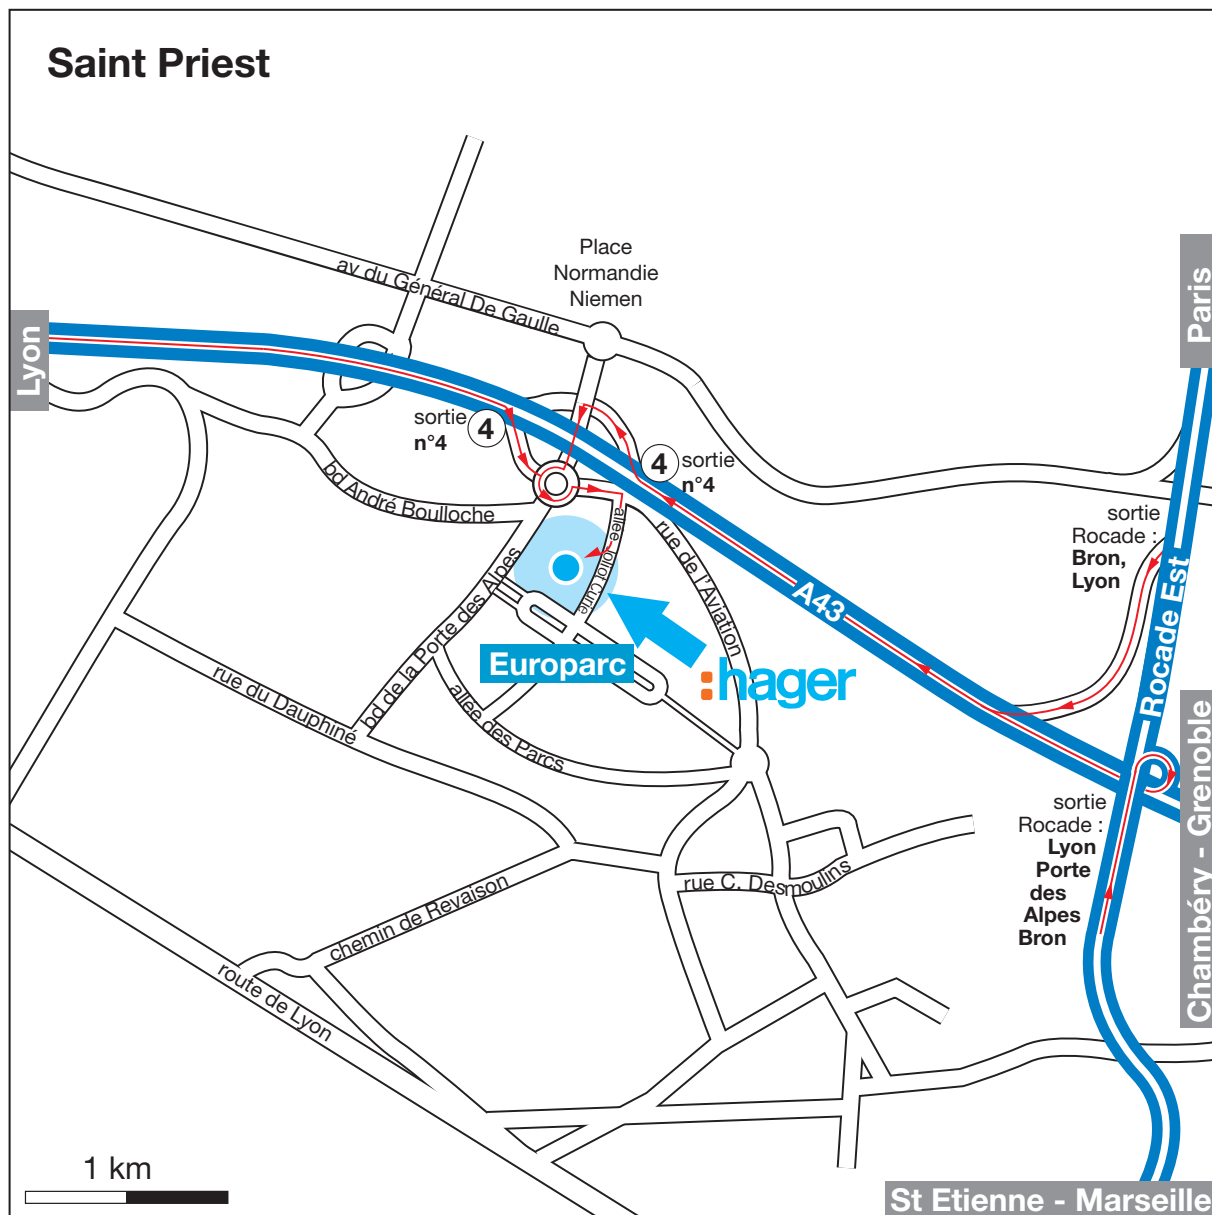 Saint Priest
Place
Normandie
Niemen
av du Général De Gaulle
Paris
Lyon
sortie
n°4
4
4
sortie
n°4
bd André Boulloche
sortie
Rocade :
Bron,
Lyon
allée Joliot Curie
rue de l'Aviation
A43
Rocade Est
bd de la Porte des Alpes
Europarc
:hager
rue du Dauphiné
allée des Parcs
Chambéry - Grenoble
sortie
Rocade :
Lyon
Porte
des
Alpes
Bron
rue C. Desmoulins
chemin de Revaison
route de Lyon
1 km
St Etienne - Marseille